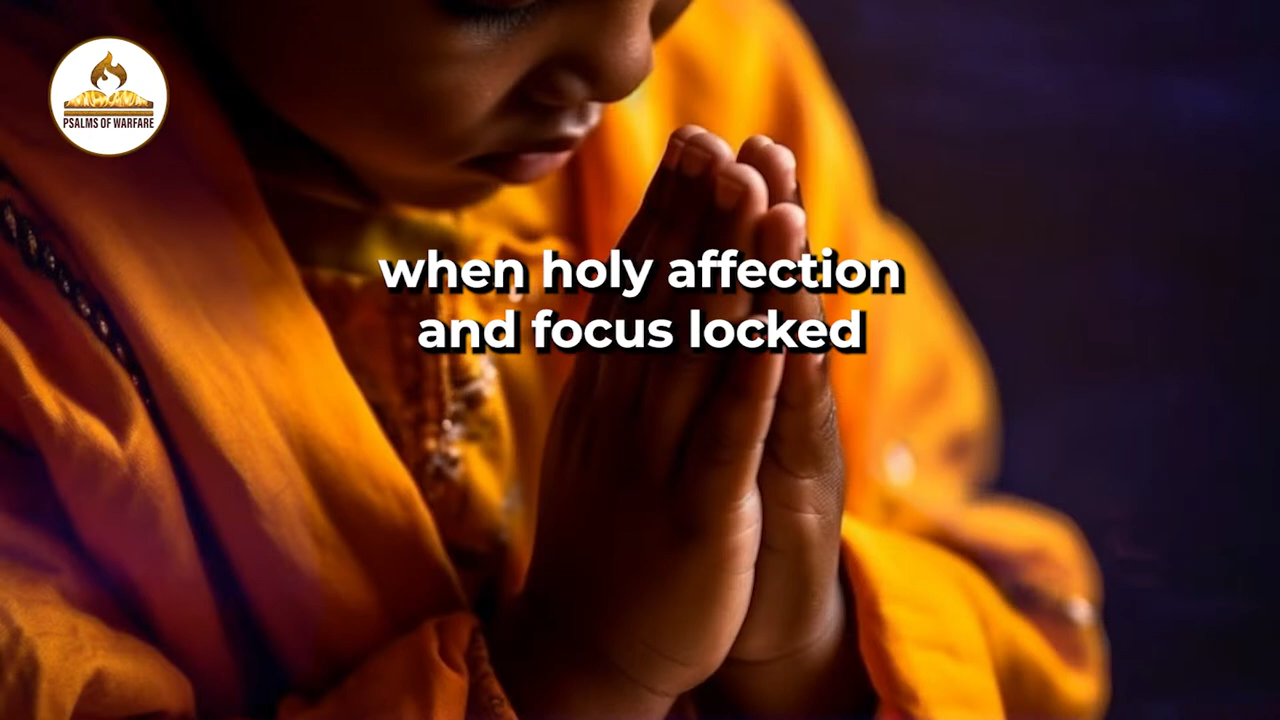 PSALMS OF WARFARE
when holy affection
and focus locked